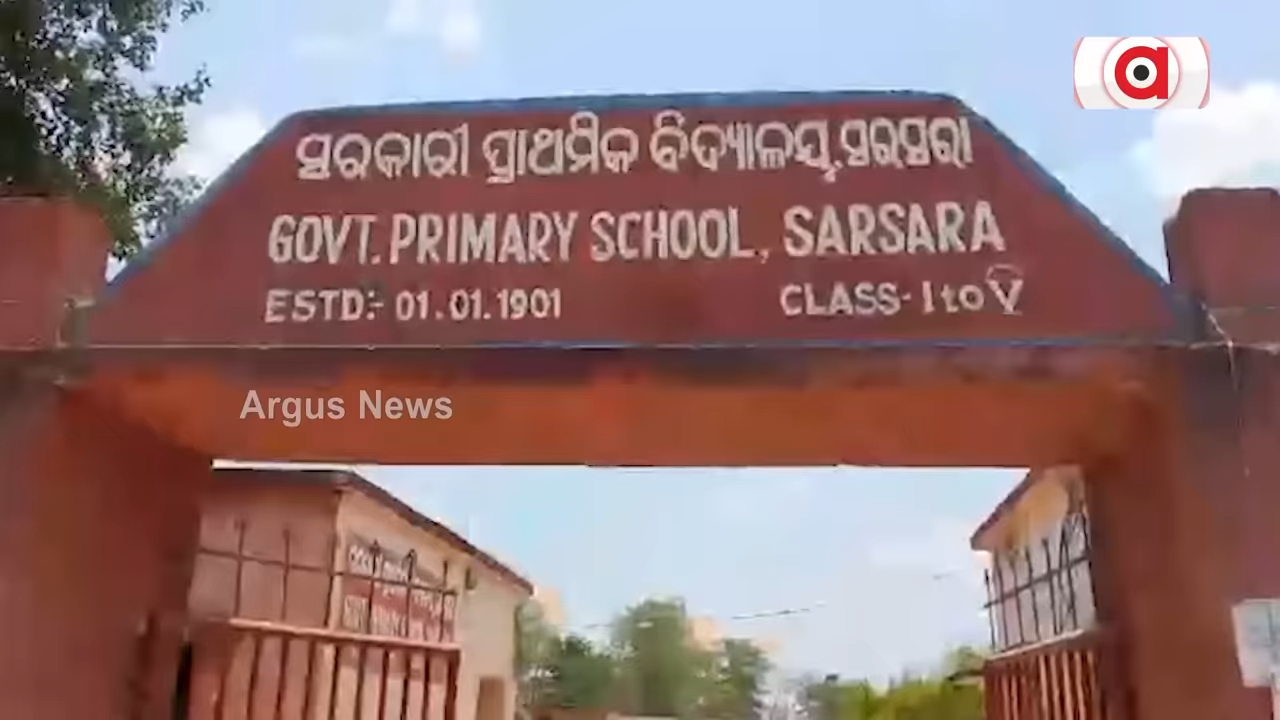 ସରକାରୀ ପ୍ରାଥମିକ ବିଦ୍ୟାଳୟ, ସରସରା
GOVT. PRIMARY SCHOOL, SARSARA
ESTD:- 01.01.1901 CLASS- I to V
Argus News
a